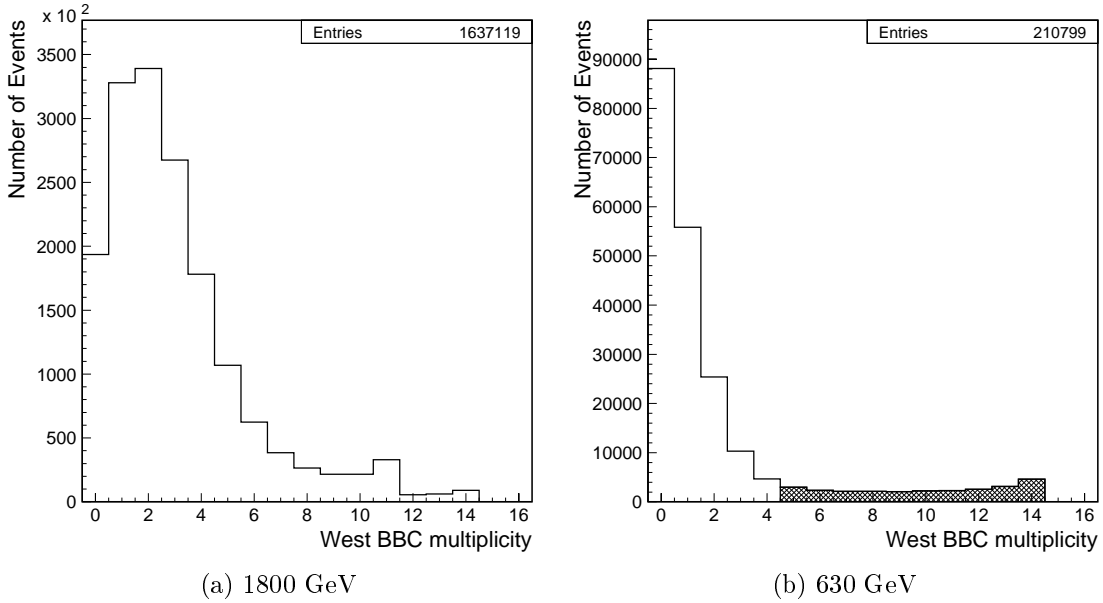 x 10 2
Entries 1637119
Number of Events
3500
3000
2500
2000
1500
1000
500
0
0 2 4 6 8 10 12 14 16
West BBC multiplicity
(a) 1800 GeV
Entries 210799
Number of Events
90000
80000
70000
60000
50000
40000
30000
20000
10000
0
0 2 4 6 8 10 12 14 16
West BBC multiplicity
(b) 630 GeV